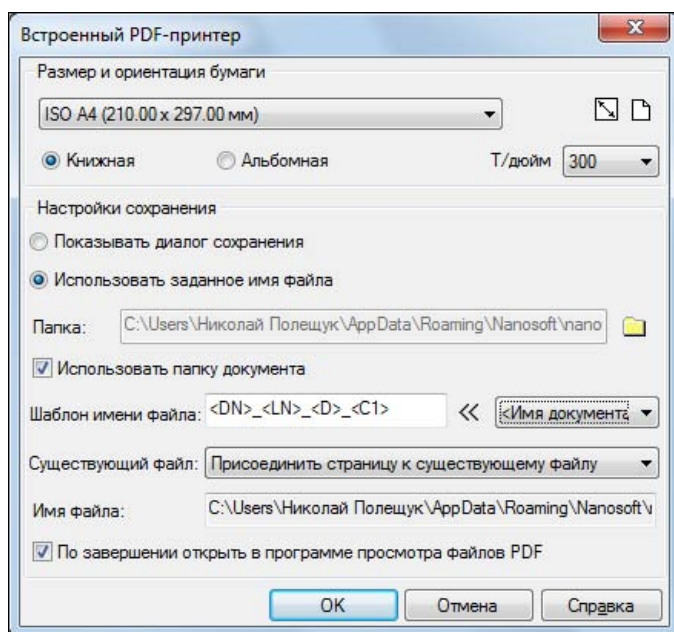 Встроенный PDF-принтер
Размер и ориентация бумаги
ISO A4 (210.00 x 297.00 мм)
Книжная Альбомная Т/дюйм 300
Настройки сохранения
Показывать диалог сохранения
Использовать заданное имя файла
Папка: C:\Users\Николай Полещук\AppData\Roaming\Nanosoft\nano
Использовать папку документа
Шаблон имени файла: <DN>_<LN>_<D>_<C1> << <Имя документа
Существующий файл: Присоединить страницу к существующему файлу
Имя файла: C:\Users\Николай Полещук\AppData\Roaming\Nanosoft\
По завершении открыть в программе просмотра файлов PDF
OK Отмена Справка